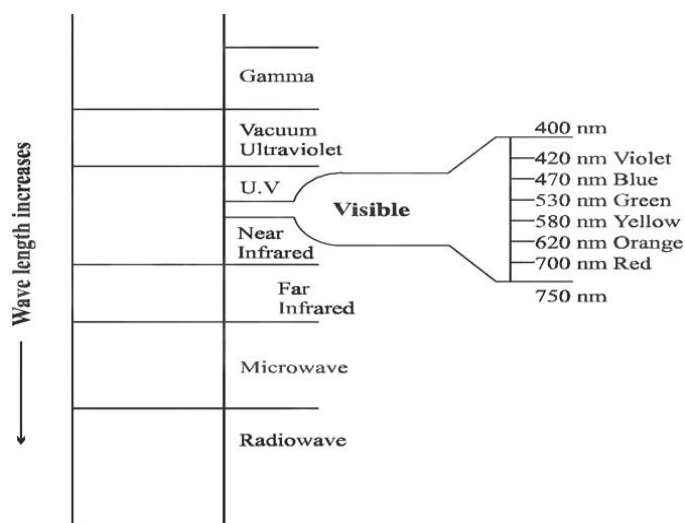 Wave length increases
Gamma
Vacuum
Ultraviolet
U.V
Visible
Near
Infrared
Far
Infrared
Microwave
Radiowave
400 nm
420 nm Violet
470 nm Blue
530 nm Green
580 nm Yellow
620 nm Orange
700 nm Red
750 nm